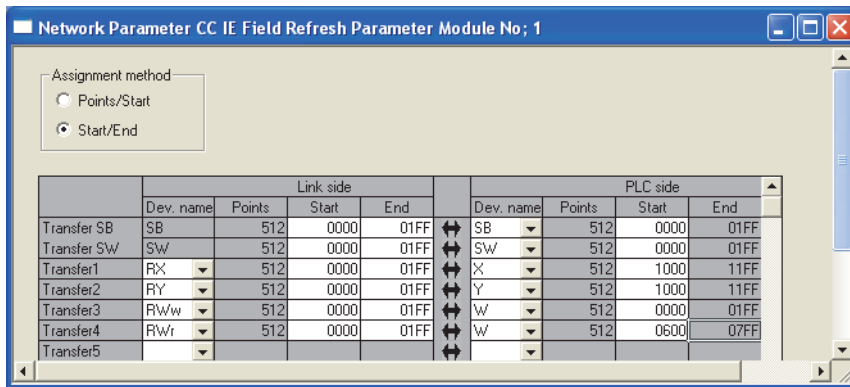 Network Parameter CC IE Field Refresh Parameter Module No; 1
Assignment method
Points/Start
Start/End
Link side PLC side
Dev. name Points Start End Dev. name Points Start End
Transfer SB SB 512 0000 01FF SB 512 0000 01FF
Transfer SW SW 512 0000 01FF SW 512 0000 01FF
Transfer1 RX 512 0000 01FF X 512 1000 11FF
Transfer2 RY 512 0000 01FF Y 512 1000 11FF
Transfer3 RWw 512 0000 01FF W 512 0000 01FF
Transfer4 RWr 512 0000 01FF W 512 0600 07FF
Transfer5